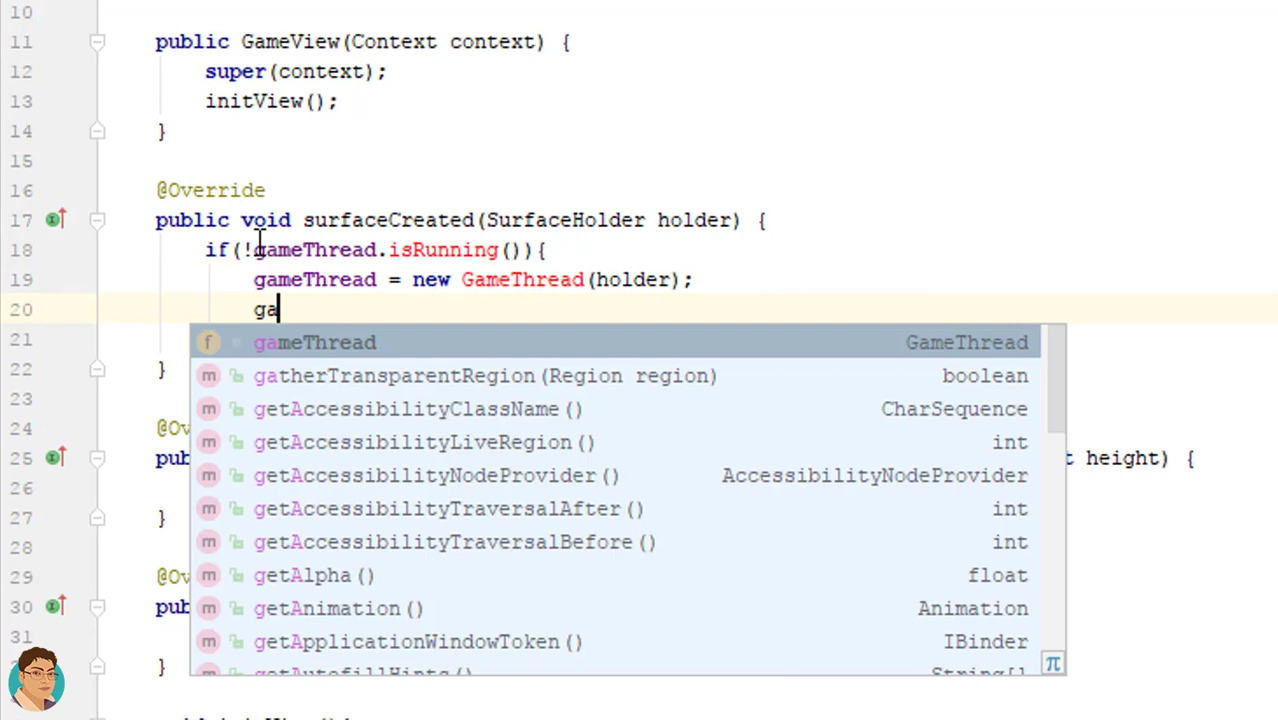 10
11 public GameView(Context context) {
12 super(context);
13 initView();
14 }
15
16 @Override
17 public void surfaceCreated(SurfaceHolder holder) {
18 if(!gameThread.isRunning()){
19 gameThread = new GameThread(holder);
20 ga
f gameThread GameThread
m gatherTransparentRegion(Region region) boolean
m getAccessibilityClassName() CharSequence
m getAccessibilityLiveRegion() int
m getAccessibilityNodeProvider() AccessibilityNodeProvider
m getAccessibilityTraversalAfter() int
m getAccessibilityTraversalBefore() int
m getAlpha() float
m getAnimation() Animation
m getApplicationWindowToken() IBinder
m getAutofillHints() String[]
π
21
22 }
23
24 @Ov
25 pub t height) {
26
27 }
28
29 @Ov
30 pub
31
}